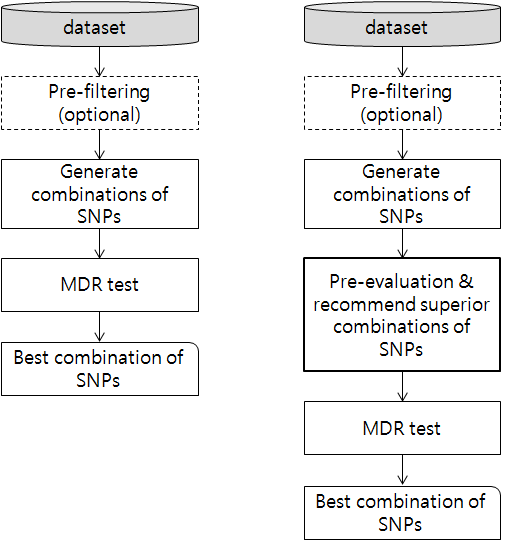 dataset
Pre-filtering
(optional)
Generate
combinations of
SNPs
MDR test
Best combination of
SNPs
dataset
Pre-filtering
(optional)
Generate
combinations of
SNPs
Pre-evaluation &
recommend superior
combinations of
SNPs
MDR test
Best combination of
SNPs